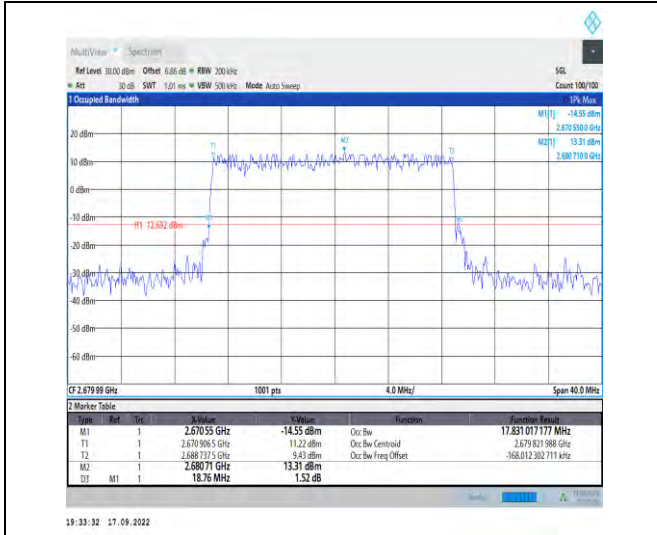 MultiView Spectrum
Ref Level 30.00 dBm Offset 6.86 dB RBW 200 kHz SGL
Att 30 dB SWT 1.01 ms VBW 500 kHz Mode Auto Sweep Count 100/100
1 Occupied Bandwidth 1Pk Max
M1[1] -14.55 dBm
2.670 550 0 GHz
M2[1] 13.31 dBm
2.680 710 0 GHz
20 dBm
M2
T1
T2
10 dBm
0 dBm
-10 dBm
H1 12.692 dBm
-20 dBm
-30 dBm
-40 dBm
-50 dBm
-60 dBm
CF 2.679 99 GHz 1001 pts 4.0 MHz/ Span 40.0 MHz
2 Marker Table
Type Ref Trc X-Value Y-Value Function Function Result
M1 1 2.670 55 GHz -14.55 dBm Occ Bw 17.831 017 177 MHz
T1 1 2.670 906 5 GHz 11.22 dBm Occ Bw Centroid 2.679 821 988 GHz
T2 1 2.688 737 5 GHz 9.43 dBm Occ Bw Freq Offset -168.012 302 711 kHz
M2 1 2.680 71 GHz 13.31 dBm
D3 M1 1 18.76 MHz 1.52 dB
19:33:32 17.09.2022